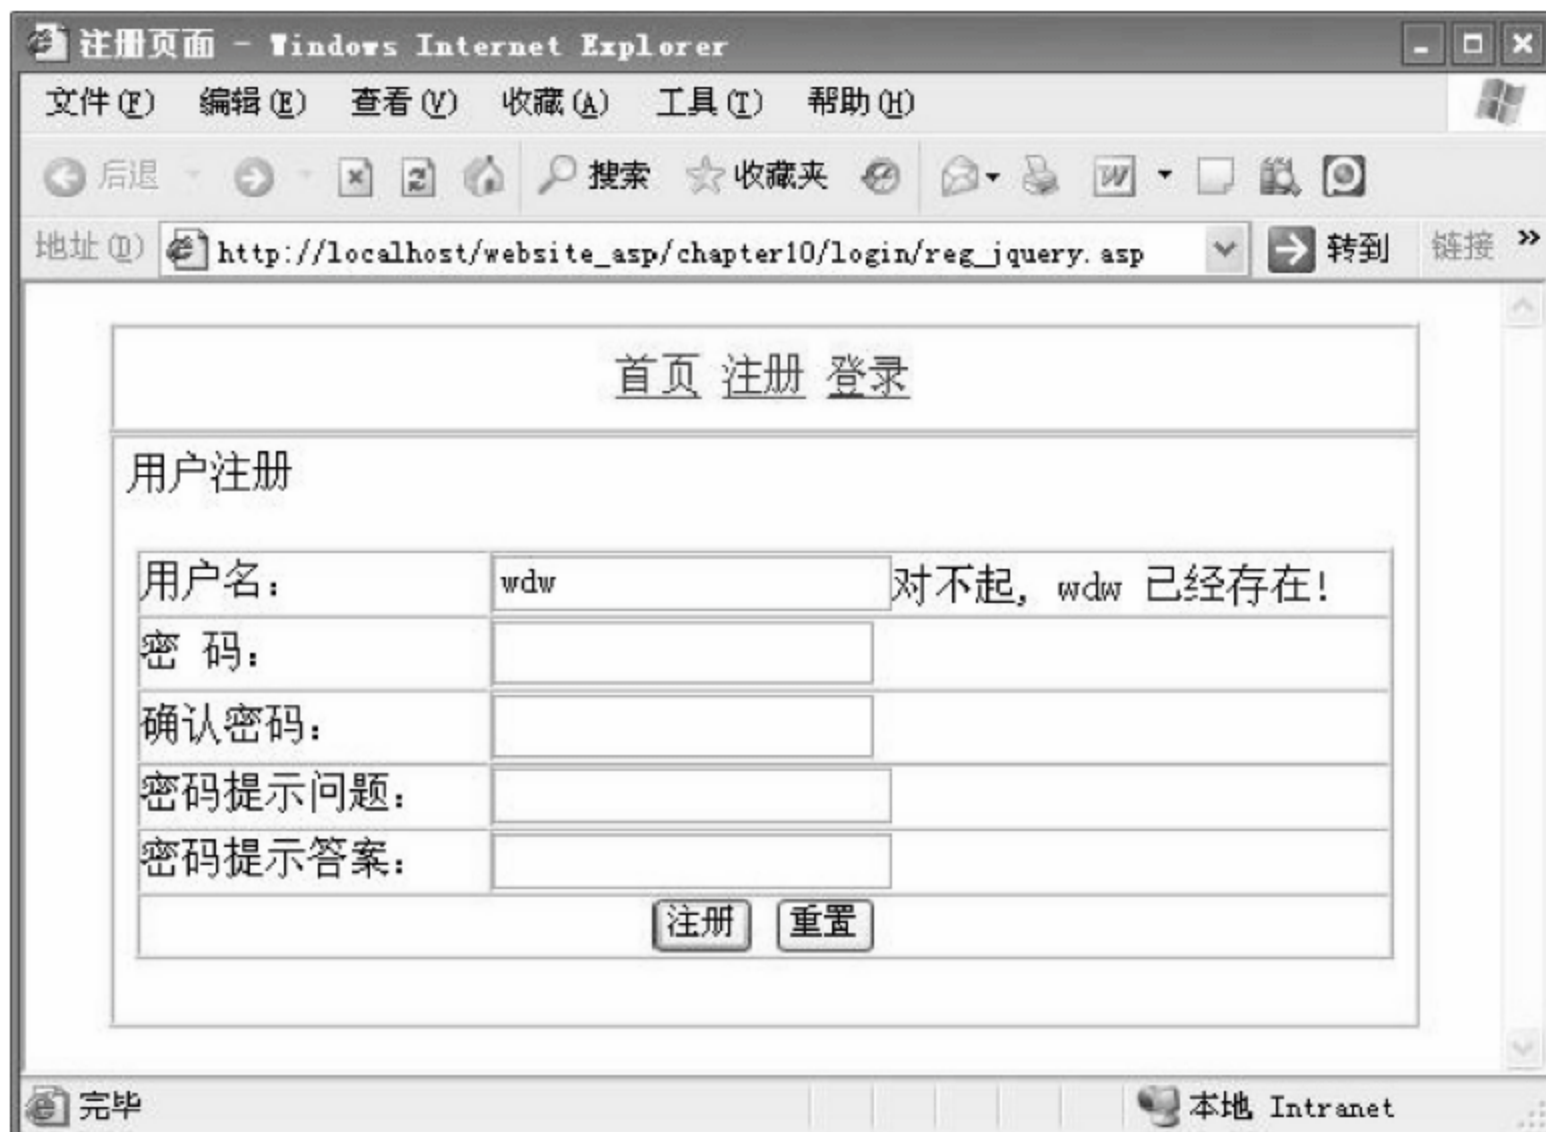 注册页面 - Windows Internet Explorer
文件(F) 编辑(E) 查看(V) 收藏(A) 工具(T) 帮助(H)
后退 搜索 收藏夹 W
地址(D) http://localhost/website_asp/chapter10/login/reg_jquery.asp 转到 链接 »
首页 注册 登录
用户注册
用户名： wdw 对不起, wdw 已经存在!
密 码：
确认密码：
密码提示问题：
密码提示答案：
注册 重置
完毕 本地 Intranet